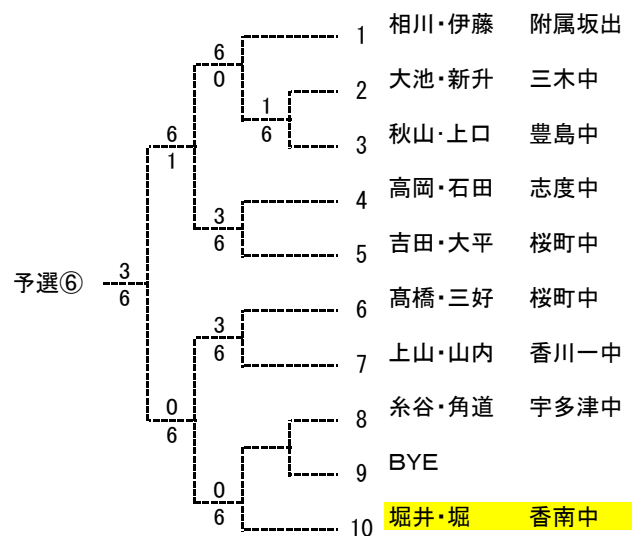 6
1 相川・伊藤 附属坂出
0
1
2 大池・新升 三木中
6
6
1
3 秋山・上口 豊島中
4 高岡・石田 志度中
3
6
5 吉田・大平 桜町中
予選⑥
3
6
6 髙橋・三好 桜町中
3
6
7 上山・山内 香川一中
0
6
8 糸谷・角道 宇多津中
9 BYE
0
6
10 堀井・堀 香南中